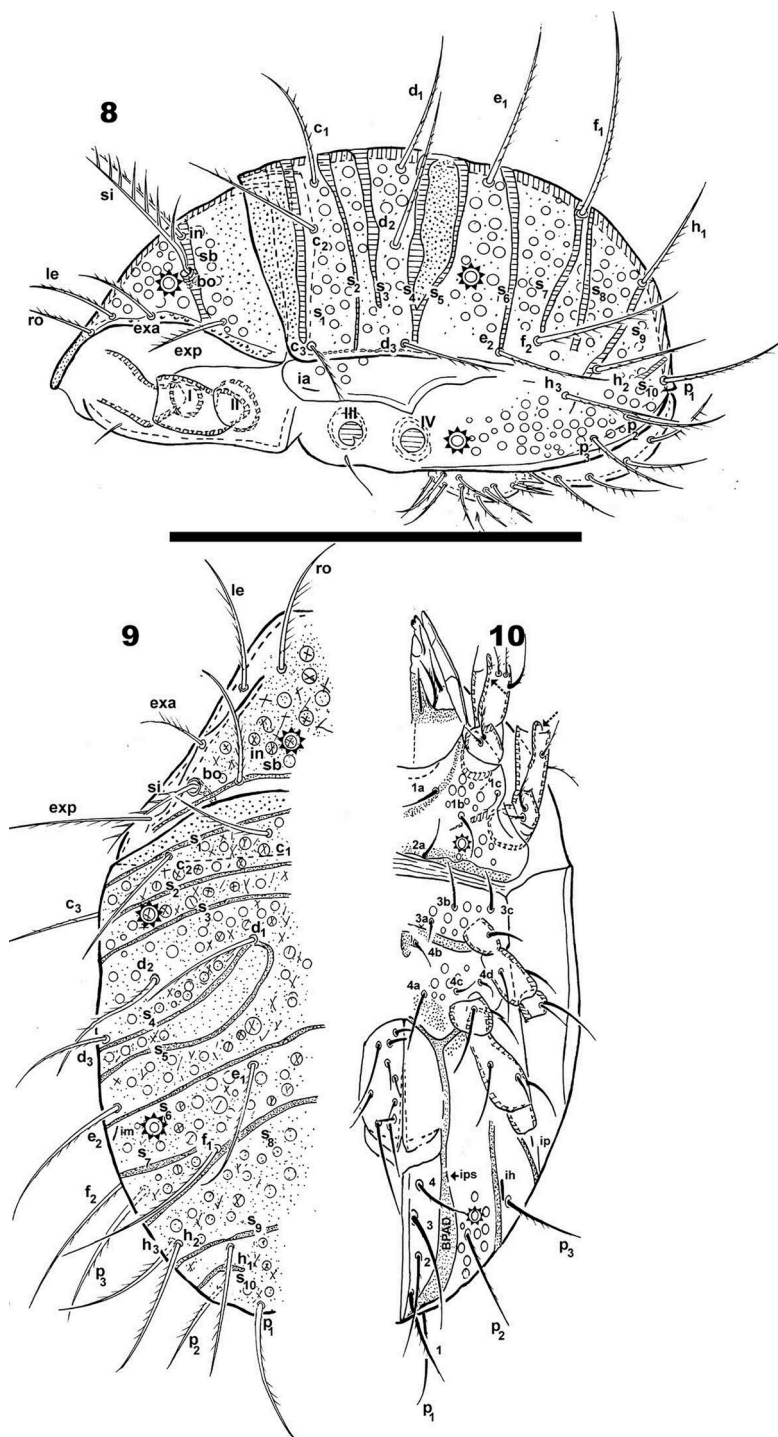 8
c1
d1
e1
f1
si
in
sb
bo
le
ro
exa
exp
c2
d2
h1
s1
s2
s3
s4
s5
s6
s7
s8
s9
c3
d3
e2
f2
h3
h2
s10
p1
ia
I
II
III
IV
p
p
9
le
ro
exa
in
sb
bo
si
exp
s1
c1
c2
s2
c3
s3
d1
d2
s4
d3
s5
e1
s6
e2
im
f1
s7
s8
f2
s9
h3
h2
h1
p3
s10
p2
p1
10
1a
1b
1c
2a
3b
3c
3a
4b
4a
4c
4d
ip
ips
ih
4
3
BPAD
2
p3
p2
1
p1